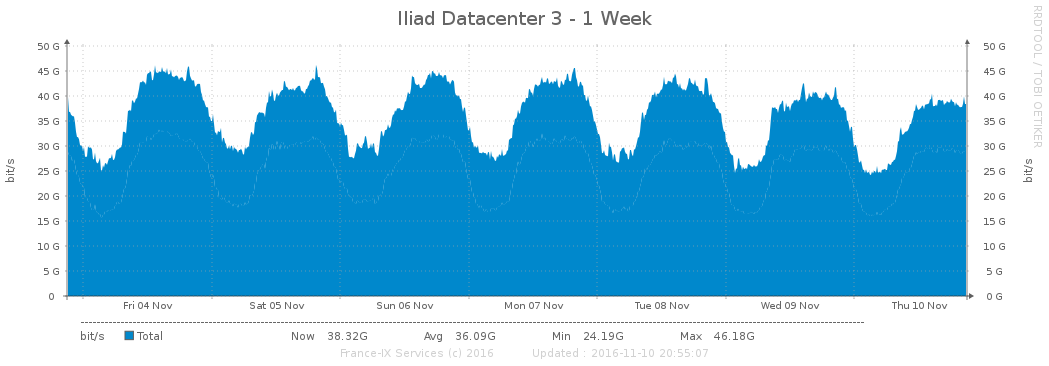 Iliad Datacenter 3 - 1 Week
RRDTOOL / TOBI OETIKER
50 G 50 G
45 G 45 G
40 G 40 G
35 G 35 G
30 G 30 G
25 G 25 G
20 G 20 G
15 G 15 G
10 G 10 G
5 G 5 G
0 0 G
bit/s bit/s
Fri 04 Nov Sat 05 Nov Sun 06 Nov Mon 07 Nov Tue 08 Nov Wed 09 Nov Thu 10 Nov
bit/s Total Now 38.32G Avg 36.09G Min 24.19G Max 46.18G
France-IX Services (c) 2016 Updated : 2016-11-10 20:55:07